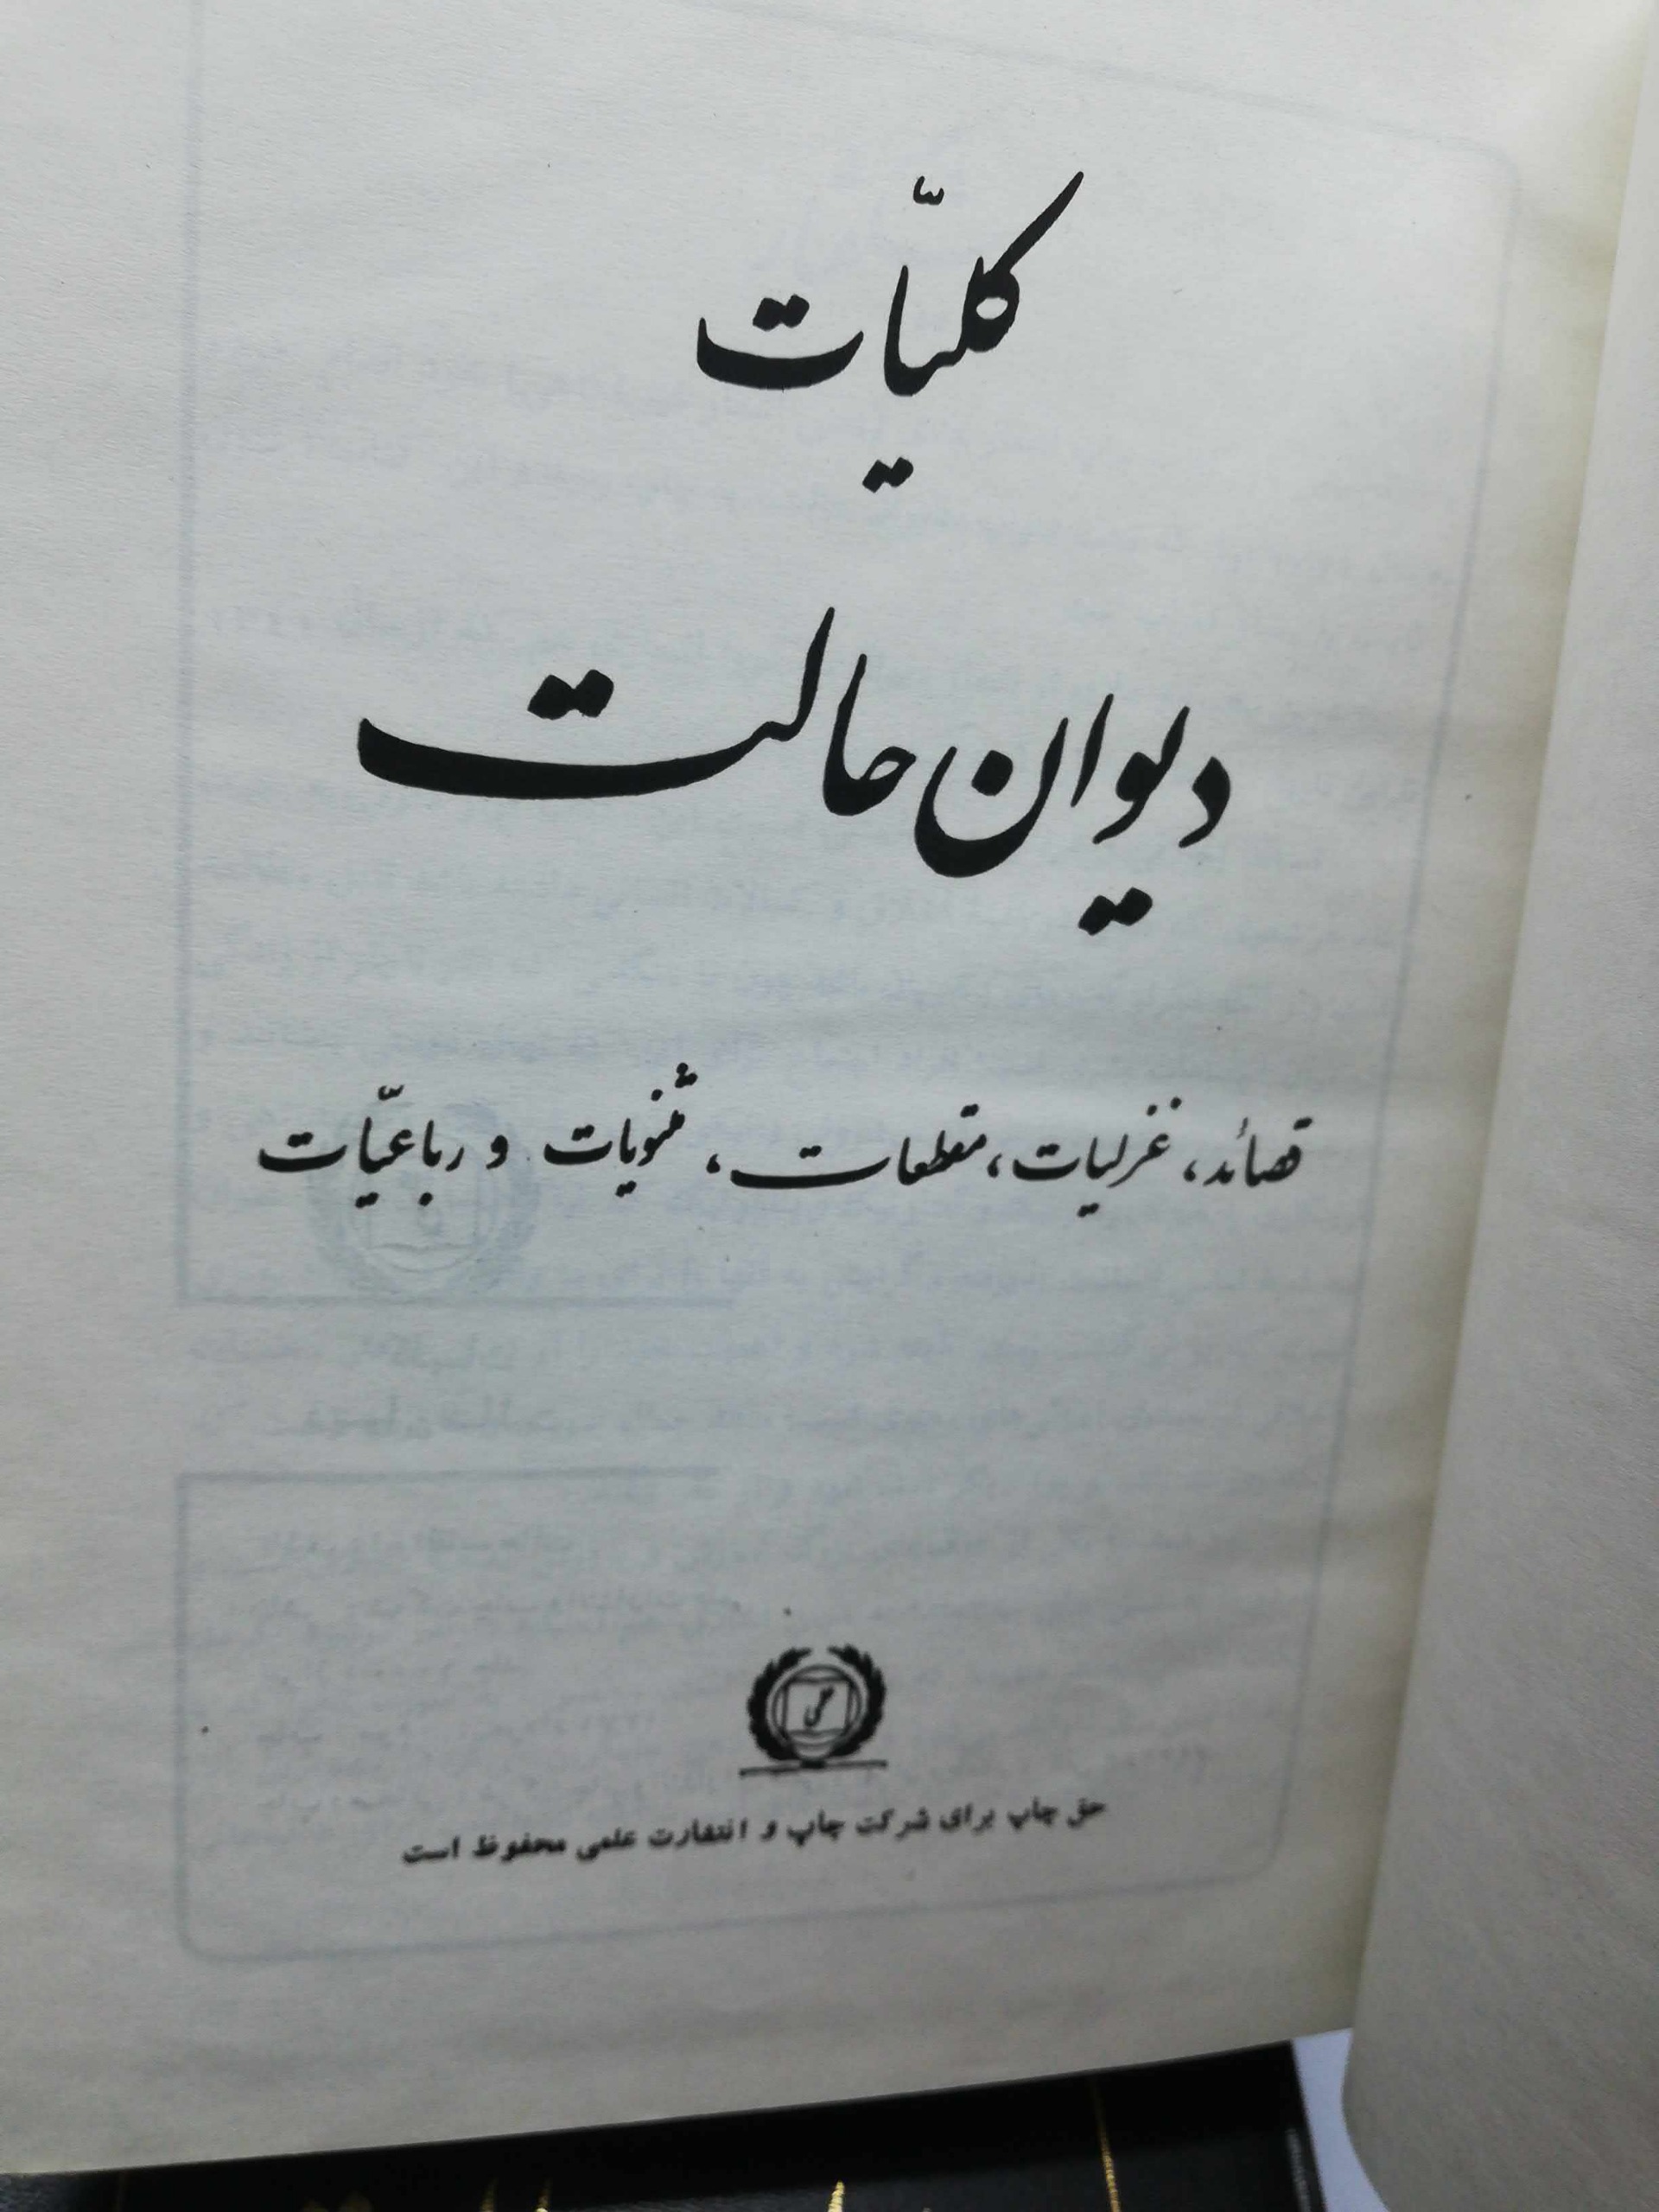 کلیّات
دیوان حالت
قصائد، غزلیات، مقطعات، مثنویات و رباعیّات
علمی
حق چاپ برای شرکت چاپ و انتشارت علمی محفوظ است